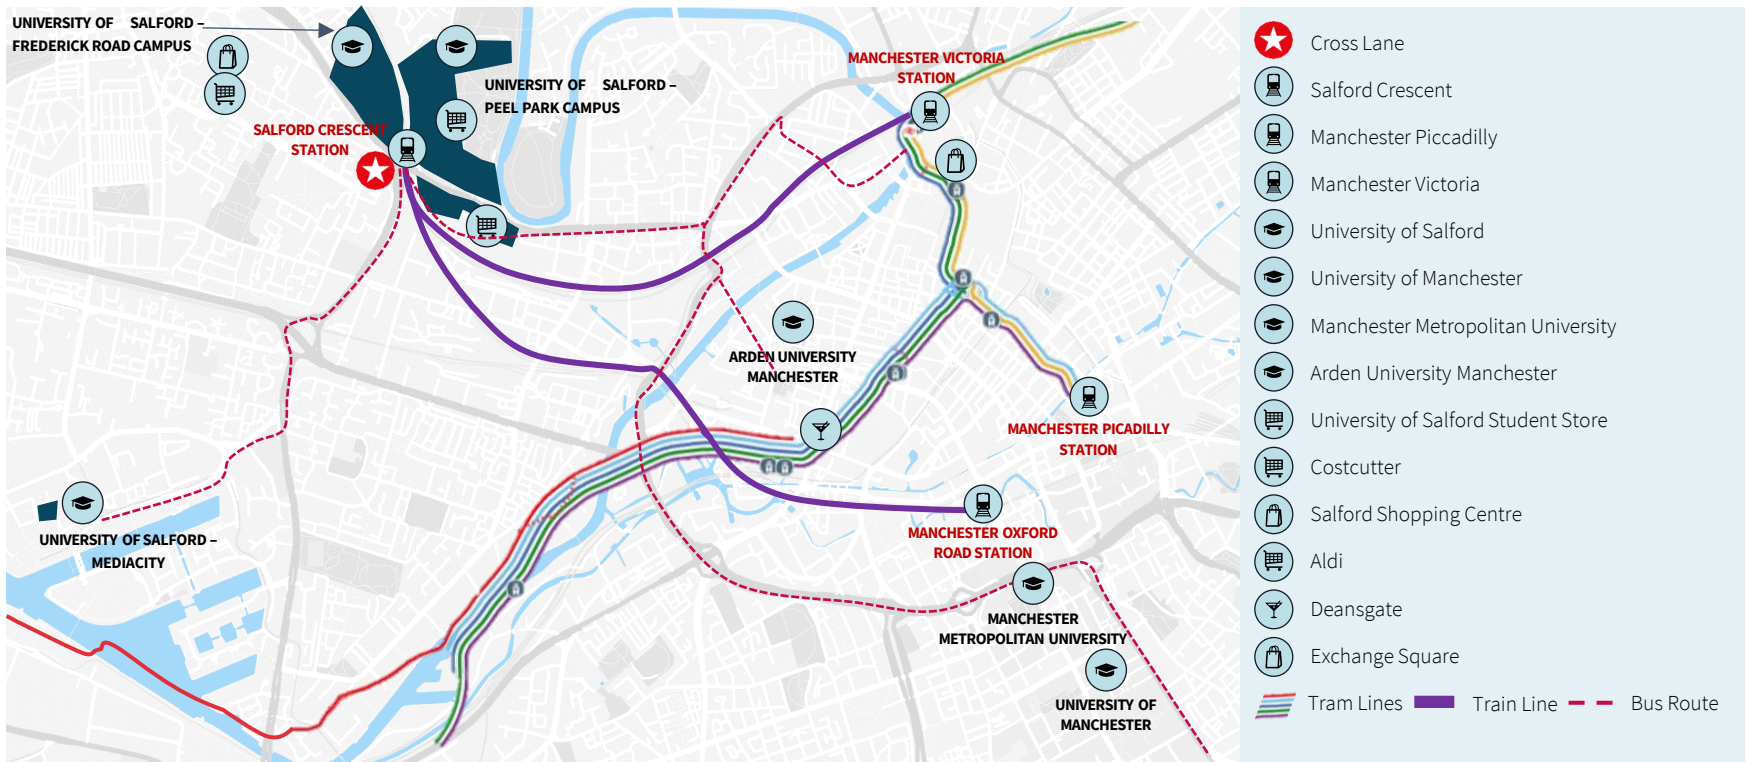 UNIVERSITY OF SALFORD –
FREDERICK ROAD CAMPUS
UNIVERSITY OF SALFORD –
PEEL PARK CAMPUS
SALFORD CRESCENT
STATION
MANCHESTER VICTORIA
STATION
ARDEN UNIVERSITY
MANCHESTER
MANCHESTER PICADILLY
STATION
UNIVERSITY OF SALFORD –
MEDIACITY
MANCHESTER OXFORD
ROAD STATION
MANCHESTER
METROPOLITAN UNIVERSITY
UNIVERSITY OF
MANCHESTER
Cross Lane
Salford Crescent
Manchester Piccadilly
Manchester Victoria
University of Salford
University of Manchester
Manchester Metropolitan University
Arden University Manchester
University of Salford Student Store
Costcutter
Salford Shopping Centre
Aldi
Deansgate
Exchange Square
Tram Lines Train Line Bus Route